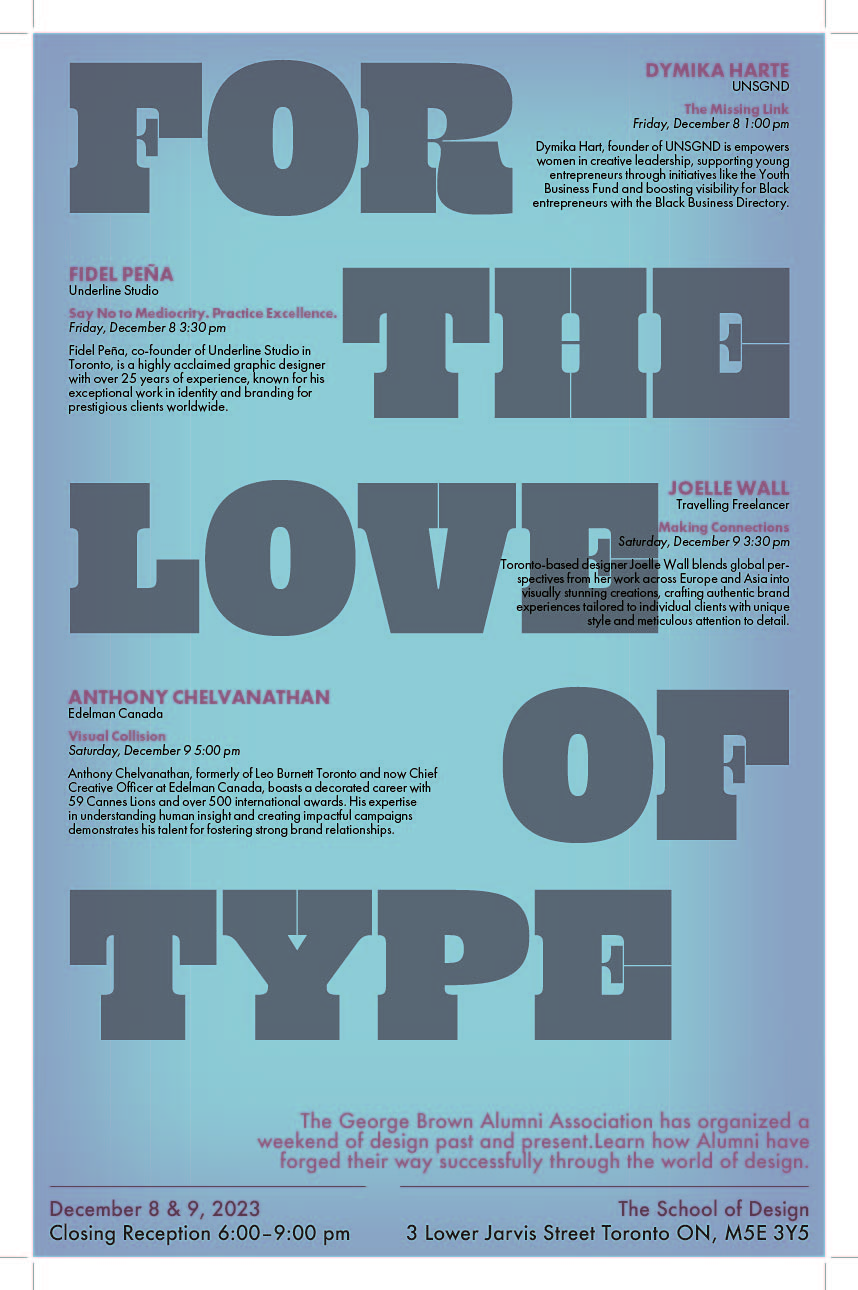 FOR
DYMIKA HARTE
UNSGND
The Missing Link
Friday, December 8 1:00 pm
Dymika Hart, founder of UNSGND is empowers
women in creative leadership, supporting young
entrepreneurs through initiatives like the Youth
Business Fund and boosting visibility for Black
entrepreneurs with the Black Business Directory.
FIDEL PEÑA
Underline Studio
Say No to Mediocrity. Practice Excellence.
Friday, December 8 3:30 pm
Fidel Peña, co-founder of Underline Studio in
Toronto, is a highly acclaimed graphic designer
with over 25 years of experience, known for his
exceptional work in identity and branding for
prestigious clients worldwide.
THE
LOVE
JOELLE WALL
Travelling Freelancer
Making Connections
Saturday, December 9 3:30 pm
Toronto-based designer Joelle Wall blends global per-
spectives from her work across Europe and Asia into
visually stunning creations, crafting authentic brand
experiences tailored to individual clients with unique
style and meticulous attention to detail.
ANTHONY CHELVANATHAN
Edelman Canada
Visual Collision
Saturday, December 9 5:00 pm
Anthony Chelvanathan, formerly of Leo Burnett Toronto and now Chief
Creative Officer at Edelman Canada, boasts a decorated career with
59 Cannes Lions and over 500 international awards. His expertise
in understanding human insight and creating impactful campaigns
demonstrates his talent for fostering strong brand relationships.
OF
TYPE
The George Brown Alumni Association has organized a
weekend of design past and present.Learn how Alumni have
forged their way successfully through the world of design.
December 8 & 9, 2023
Closing Reception 6:00–9:00 pm
The School of Design
3 Lower Jarvis Street Toronto ON, M5E 3Y5